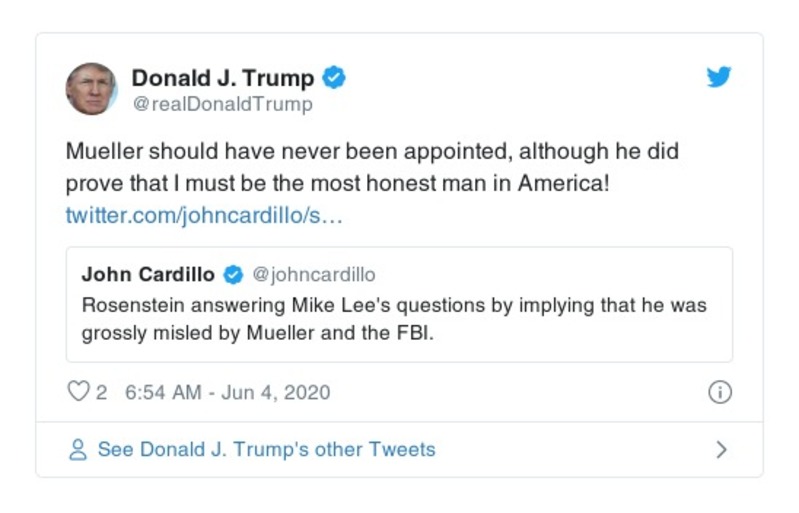 Donald J. Trump
@realDonaldTrump
Mueller should have never been appointed, although he did
prove that I must be the most honest man in America!
twitter.com/johncardillo/s…
John Cardillo @johncardillo
Rosenstein answering Mike Lee's questions by implying that he was
grossly misled by Mueller and the FBI.
2 6:54 AM - Jun 4, 2020
See Donald J. Trump's other Tweets